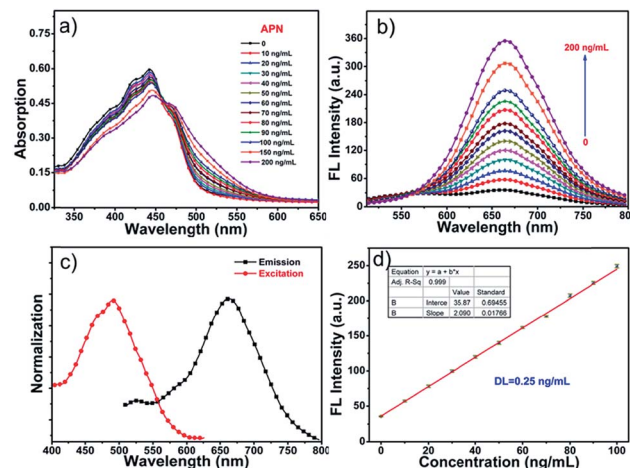 a)
APN
0
10 ng/mL
20 ng/mL
30 ng/mL
40 ng/mL
50 ng/mL
60 ng/mL
70 ng/mL
80 ng/mL
90 ng/mL
100 ng/mL
150 ng/mL
200 ng/mL
0.60
0.45
0.30
0.15
0.00
Absorption
350 400 450 500 550 600 650
Wavelength (nm)
b)
200 ng/mL
0
360
300
240
180
120
60
0
FL Intensity (a.u.)
550 600 650 700 750 800
Wavelength (nm)
c)
Emission
Excitation
Normalization
400 450 500 550 600 650 700 750 800
Wavelength (nm)
d)
Equation y = a + b*x
Adj. R-Sq 0.999
Value Standard
B Interce 35.87 0.69455
B Slope 2.090 0.01766
DL=0.25 ng/mL
250
200
150
100
50
0
FL Intensity (a.u.)
0 20 40 60 80 100
Concentration (ng/mL)